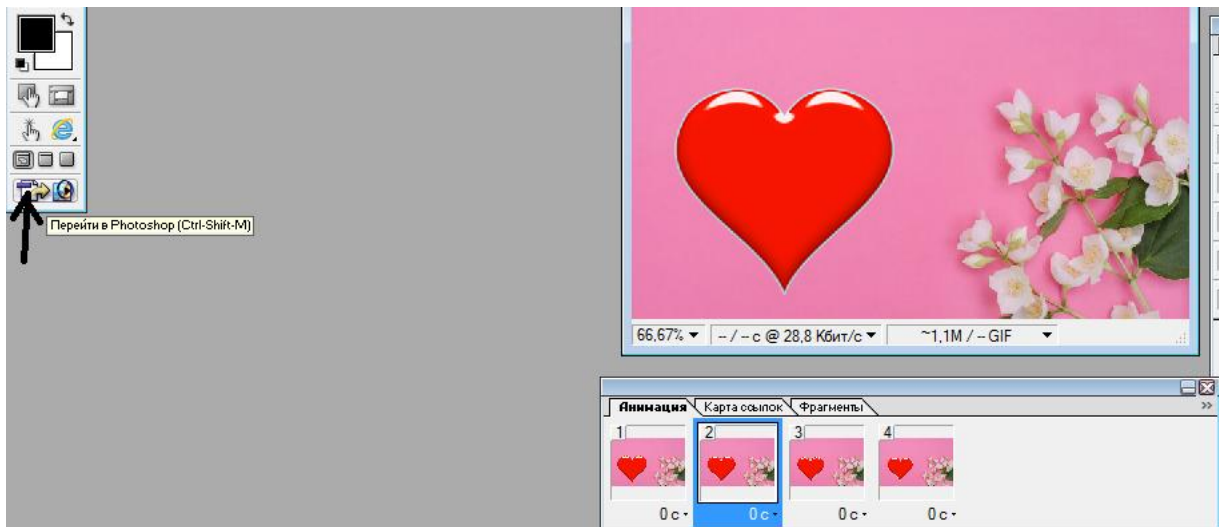 Перейти в Photoshop (Ctrl-Shift-M)
66,67% -- / -- с @ 28,8 Кбит/с ~1,1M / -- GIF
Анимация Карта ссылок Фрагменты
1 2 3 4
0 с 0 с 0 с 0 с